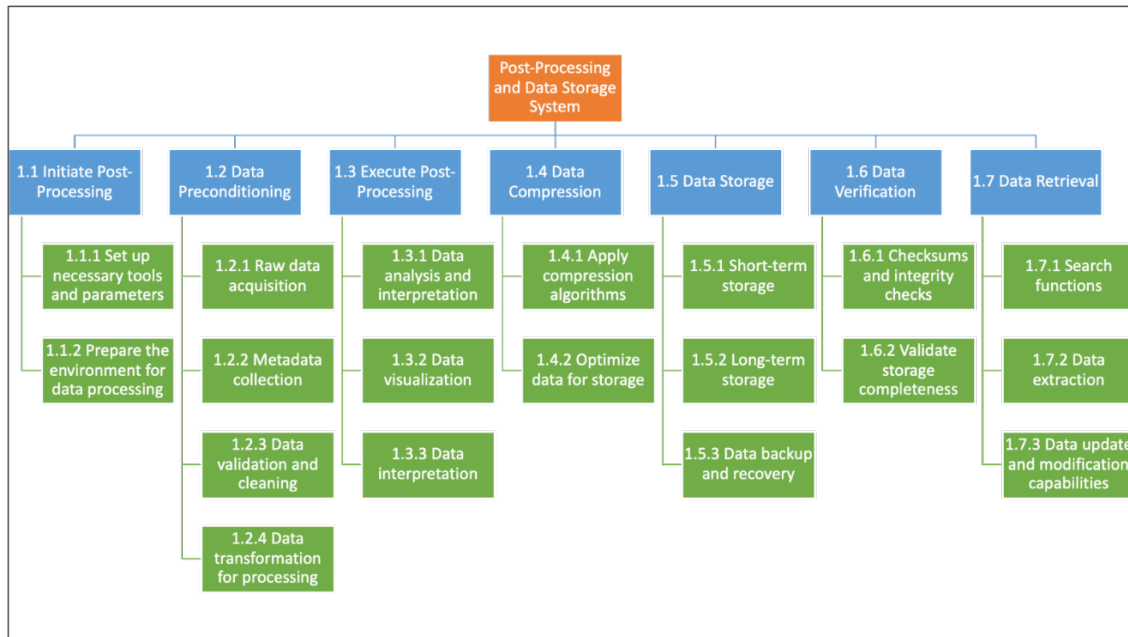 Post-Processing
and Data Storage
System
1.1 Initiate Post-
Processing
1.2 Data
Preconditioning
1.3 Execute Post-
Processing
1.4 Data
Compression
1.5 Data Storage
1.6 Data
Verification
1.7 Data Retrieval
1.1.1 Set up
necessary tools
and parameters
1.1.2 Prepare the
environment for
data processing
1.2.1 Raw data
acquisition
1.2.2 Metadata
collection
1.2.3 Data
validation and
cleaning
1.2.4 Data
transformation
for processing
1.3.1 Data
analysis and
interpretation
1.3.2 Data
visualization
1.3.3 Data
interpretation
1.4.1 Apply
compression
algorithms
1.4.2 Optimize
data for storage
1.5.1 Short-term
storage
1.5.2 Long-term
storage
1.5.3 Data backup
and recovery
1.6.1 Checksums
and integrity
checks
1.6.2 Validate
storage
completeness
1.7.1 Search
functions
1.7.2 Data
extraction
1.7.3 Data update
and modification
capabilities